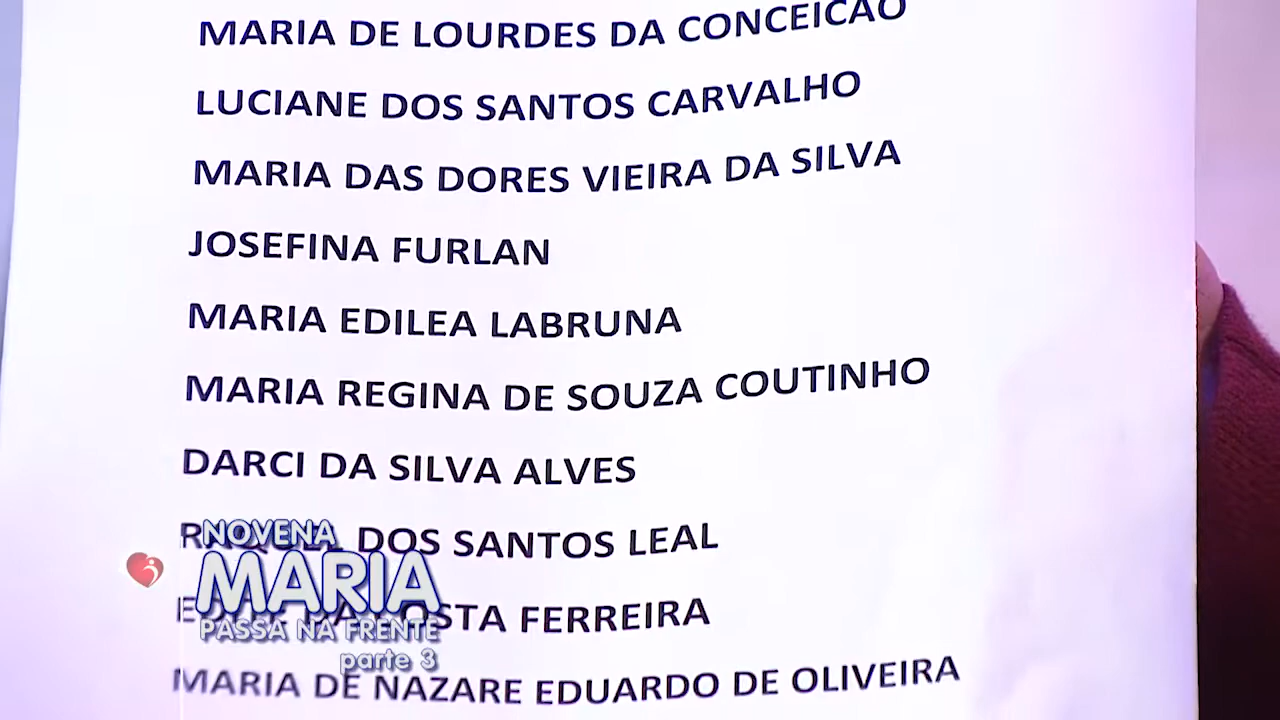 MARIA DE LOURDES DA CONCEICAO
LUCIANE DOS SANTOS CARVALHO
MARIA DAS DORES VIEIRA DA SILVA
JOSEFINA FURLAN
MARIA EDILEA LABRUNA
MARIA REGINA DE SOUZA COUTINHO
DARCI DA SILVA ALVES
DOS SANTOS LEAL
FERREIRA
MARIA DE NAZARE EDUARDO DE OLIVEIRA
NOVENA
MARIA
PASSA NA FRENTE
parte 3